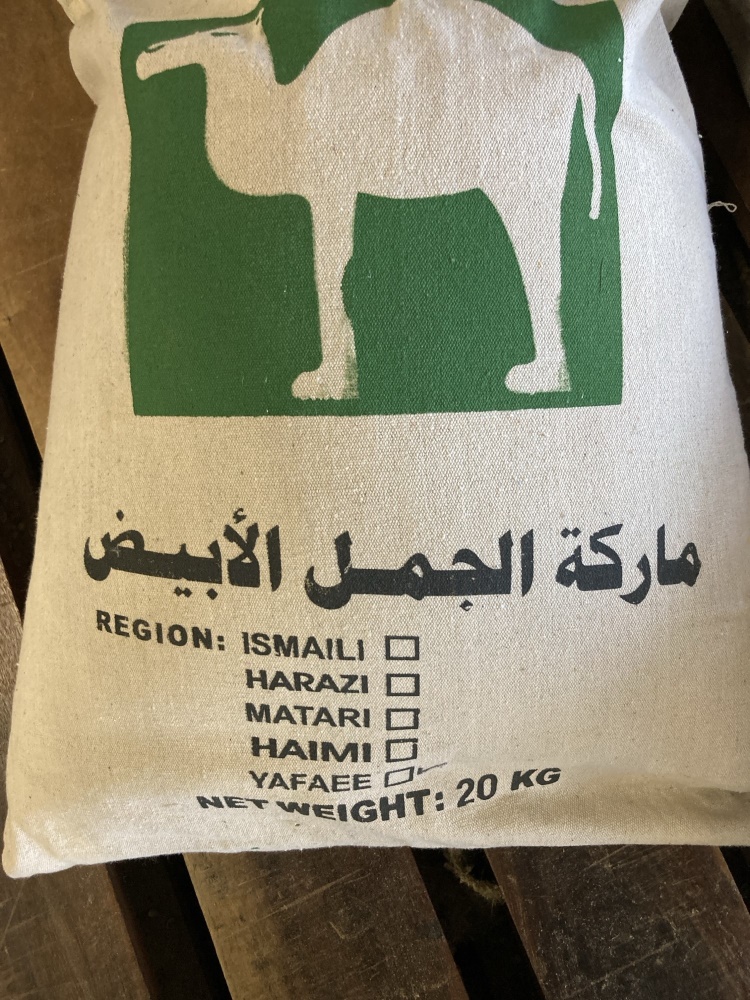 ماركة الجمل الأبيض
REGION: ISMAILI
HARAZI
MATARI
HAIMI
YAFAEE
NET WEIGHT: 20 KG